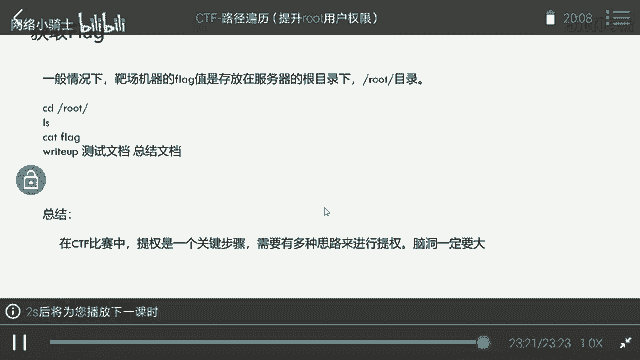 网络小骑士 bilibili
CTF-路径遍历（提升root用户权限）
20:08
获取Flag
一般情况下，靶场机器的flag值是存放在服务器的根目录下，/root/目录。
cd /root/
ls
cat flag
writeup 测试文档 总结文档
总结：
在CTF比赛中，提权是一个关键步骤，需要有多种思路来进行提权。脑洞一定要大
2s后将为您播放下一课时
23:21/23:23 1.0X